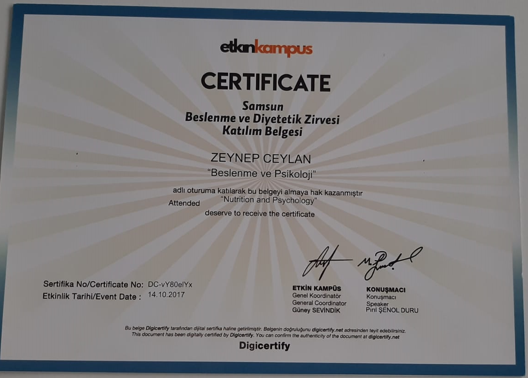 etkinkampus
CERTIFICATE
Samsun
Beslenme ve Diyetetik Zirvesi
Katılım Belgesi
ZEYNEP CEYLAN
"Beslenme ve Psikoloji"
adlı oturuma katılarak bu belgeyi almaya hak kazanmıştır
Attended "Nutrition and Psychology"
deserve to receive the certificate
Sertifika No/Certificate No: DC-vY80elYx
Etkinlik Tarihi/Event Date : 14.10.2017
ETKİN KAMPÜS
Genel Koordinatör
General Coordinator
Güney SEVİNDİK
KONUŞMACI
Konuşmacı
Speaker
Piril ŞENOL DURU
Bu belge Digicertify tarafından dijital sertifika haline getirilmiştir. Belgenin doğruluğunu digicertify.net adresinden teyit edebilirsiniz.
This document has been digitally certified by Digicertify. You can confirm the authenticity of the document at digicertify.net
Digicertify